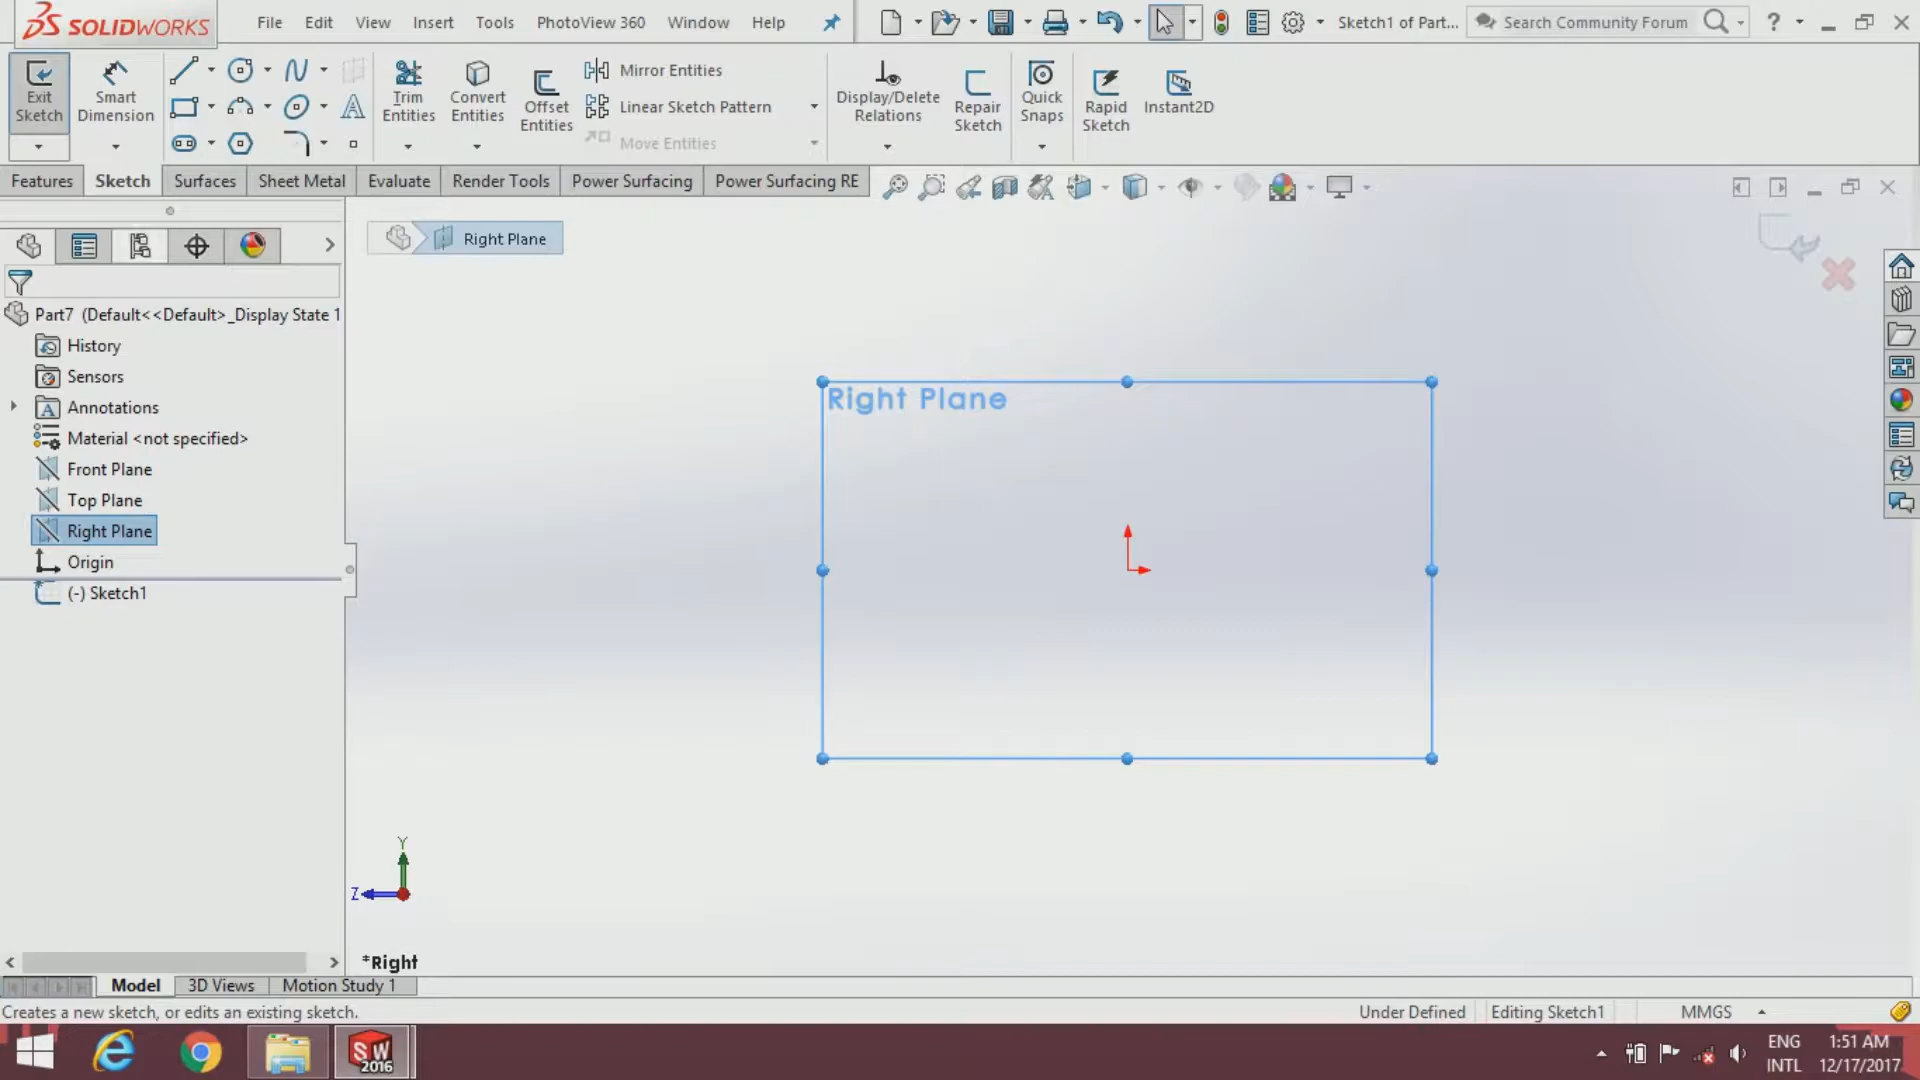 SOLIDWORKS File Edit View Insert Tools PhotoView 360 Window Help Sketch1 of Part... Search Community Forum ?
Exit Sketch
Smart Dimension
Trim Entities
Convert Entities
Offset Entities
Mirror Entities
Linear Sketch Pattern
Move Entities
Display/Delete Relations
Repair Sketch
Quick Snaps
Rapid Sketch
Instant2D
Features Sketch Surfaces Sheet Metal Evaluate Render Tools Power Surfacing Power Surfacing RE
Right Plane
Part7 (Default<<Default>_Display State 1
History
Sensors
Annotations
Material <not specified>
Front Plane
Top Plane
Right Plane
Origin
(-) Sketch1
Right Plane
Y
Z
*Right
Model 3D Views Motion Study 1
Creates a new sketch, or edits an existing sketch. Under Defined Editing Sketch1 MMGS
SW 2016
ENG 1:51 AM
INTL 12/17/2017